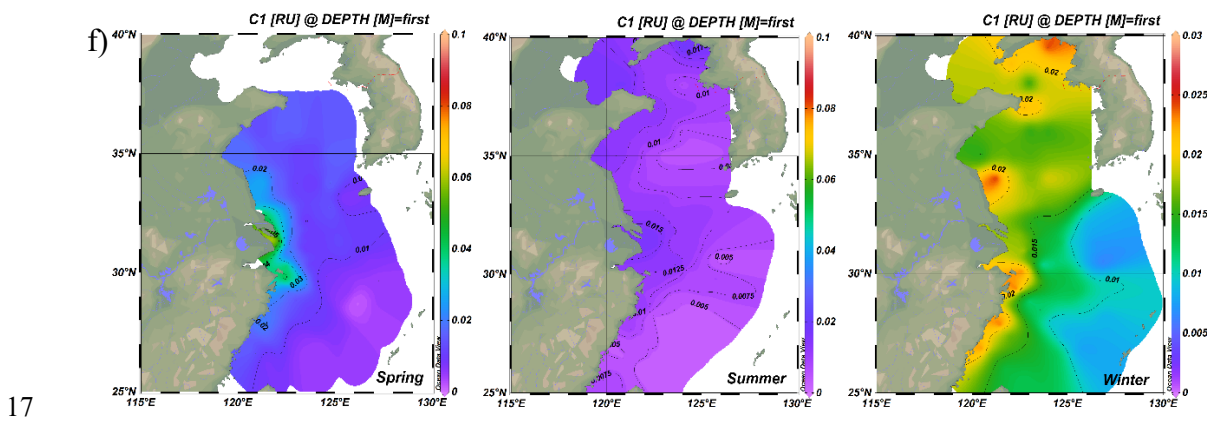 C1 [RU] @ DEPTH [M]=first
C1 [RU] @ DEPTH [M]=first
C1 [RU] @ DEPTH [M]=first
f)
40°N
35°N
30°N
25°N
115°E
120°E
125°E
130°E
0.02
0.01
0.03
0.02
Spring
Ocean Data View
0.1
0.08
0.06
0.04
0.02
0
40°N
35°N
30°N
25°N
115°E
120°E
125°E
130°E
0.01
0.01
0.015
0.005
0.0125
0.0075
0.005
0.01
0.0075
Summer
Ocean Data View
0.1
0.08
0.06
0.04
0.02
0
40°N
35°N
30°N
25°N
115°E
120°E
125°E
130°E
0.02
0.02
0.02
0.015
0.01
0.02
Winter
Ocean Data View
0.03
0.025
0.02
0.015
0.01
0.005
0
17